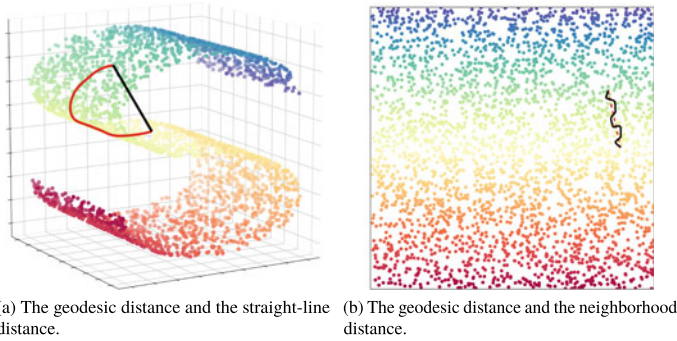 (a) The geodesic distance and the straight-line
distance.
(b) The geodesic distance and the neighborhood
distance.